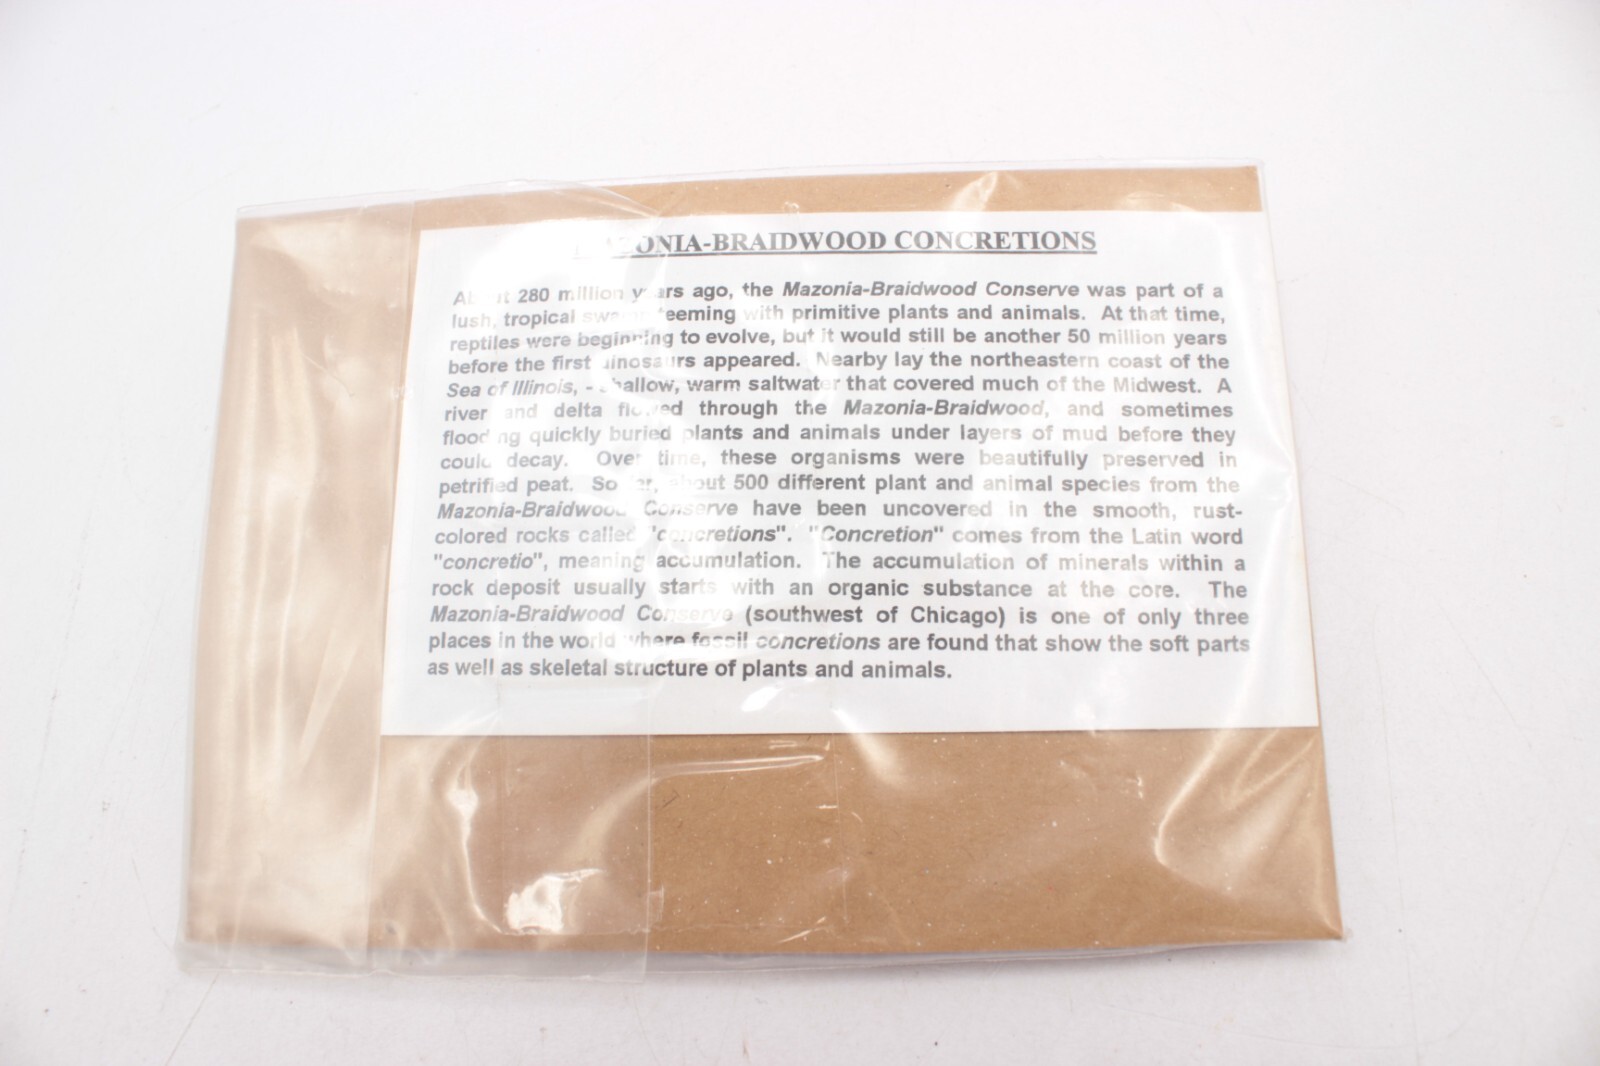 MAZONIA-BRAIDWOOD CONCRETIONS
About 280 million years ago, the Mazonia-Braidwood Conserve was part of a
lush, tropical swamp teeming with primitive plants and animals. At that time,
reptiles were beginning to evolve, but it would still be another 50 million years
before the first dinosaurs appeared. Nearby lay the northeastern coast of the
Sea of Illinois, - shallow, warm saltwater that covered much of the Midwest. A
river and delta flowed through the Mazonia-Braidwood, and sometimes
flooding quickly buried plants and animals under layers of mud before they
could decay. Over time, these organisms were beautifully preserved in
petrified peat. So far, about 500 different plant and animal species from the
Mazonia-Braidwood Conserve have been uncovered in the smooth, rust-
colored rocks called "concretions". "Concretion" comes from the Latin word
"concretio", meaning accumulation. The accumulation of minerals within a
rock deposit usually starts with an organic substance at the core. The
Mazonia-Braidwood Conserve (southwest of Chicago) is one of only three
places in the world where fossil concretions are found that show the soft parts
as well as skeletal structure of plants and animals.